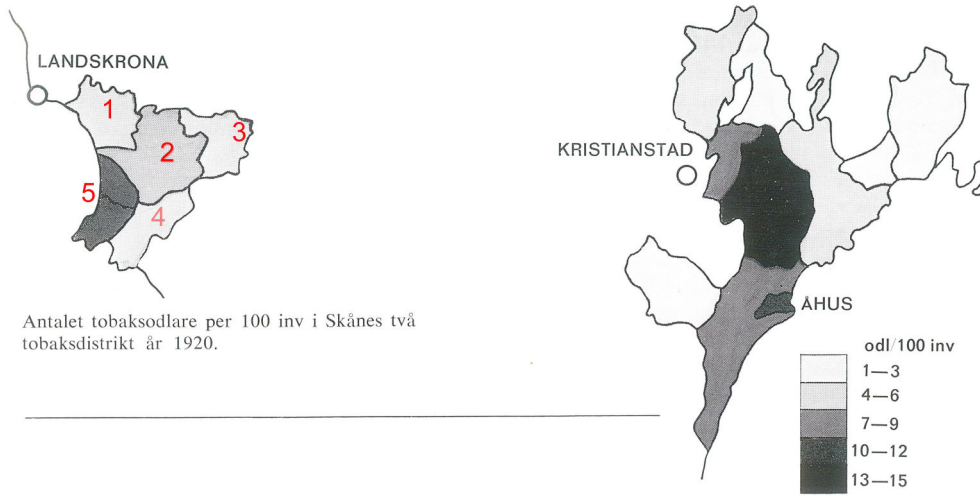 LANDSKRONA
1
2
3
4
5
Antalet tobaksodlare per 100 inv i Skånes två
tobaksdistrikt år 1920.
KRISTIANSTAD
ÅHUS
odl/100 inv
1—3
4—6
7—9
10—12
13—15